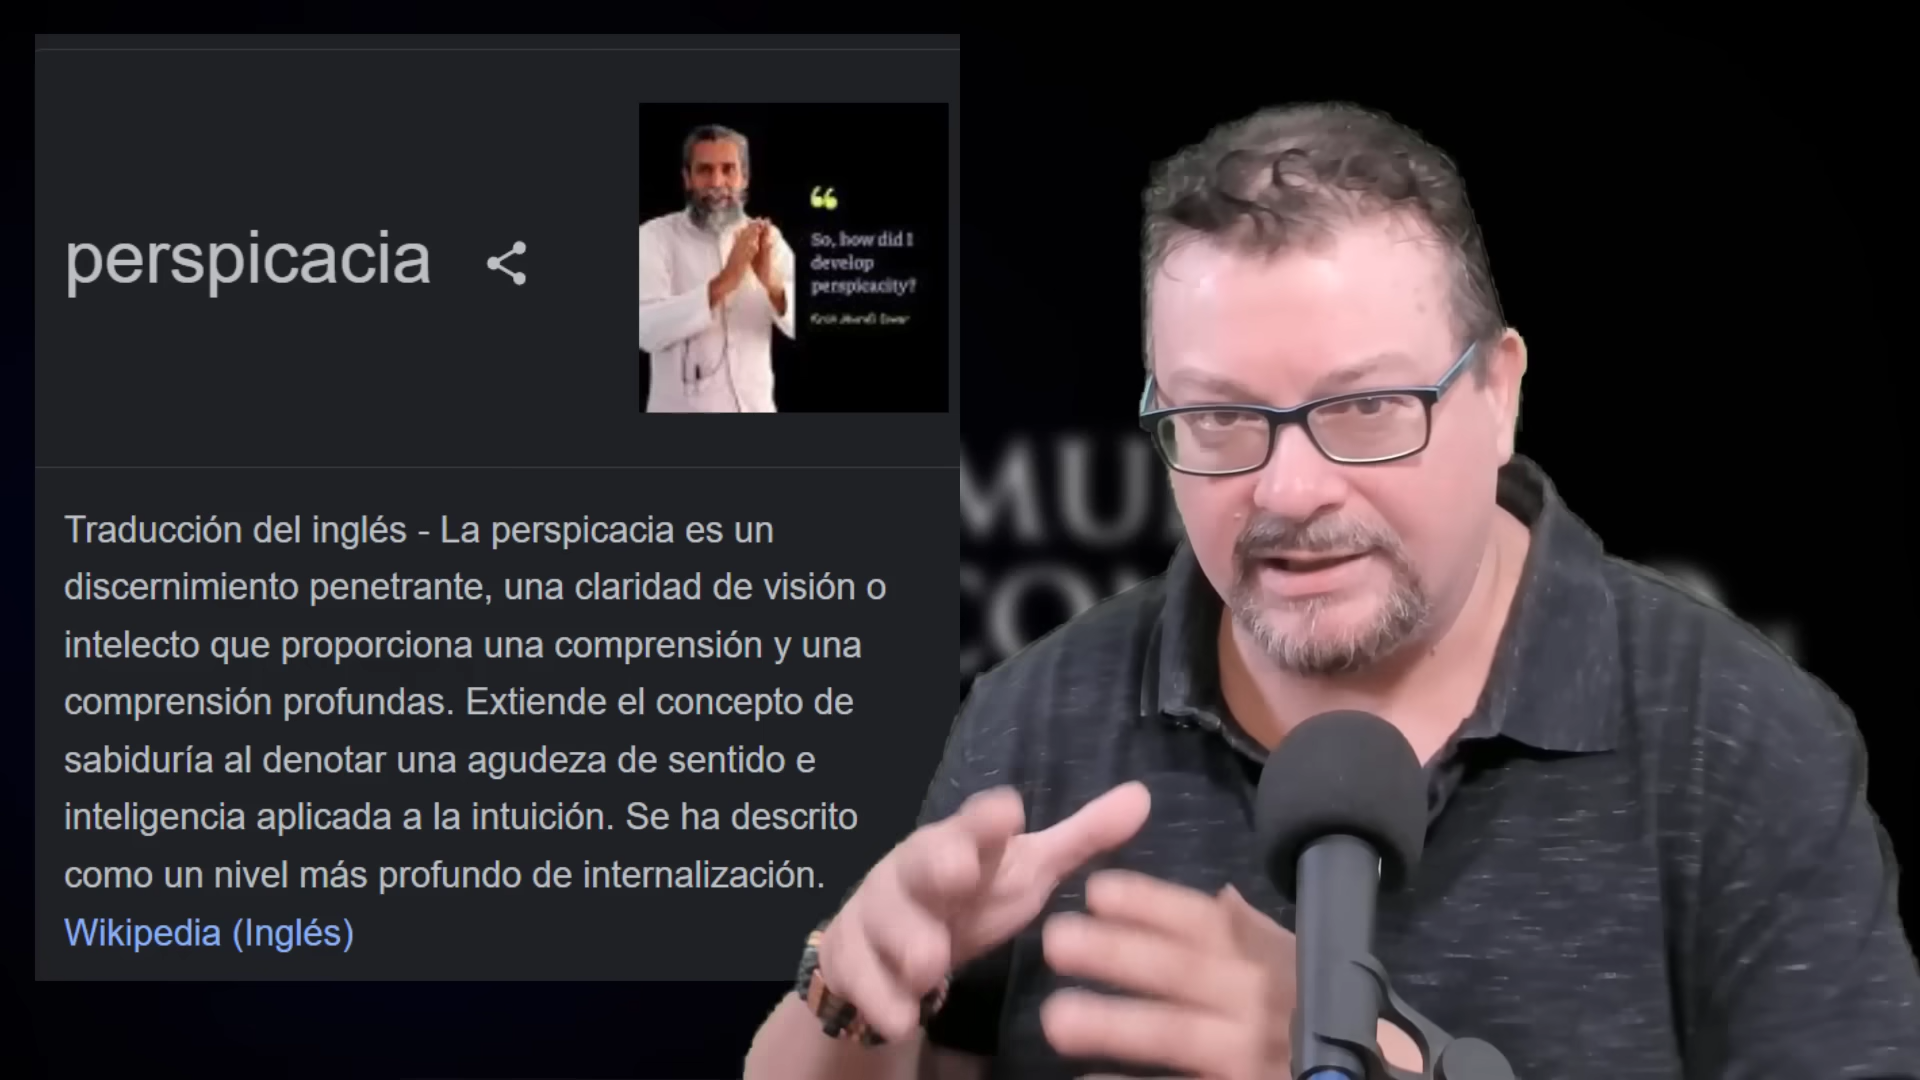 perspicacia
“
So, how did I
develop
perspicacity?
Traducción del inglés - La perspicacia es un
discernimiento penetrante, una claridad de visión o
intelecto que proporciona una comprensión y una
comprensión profundas. Extiende el concepto de
sabiduría al denotar una agudeza de sentido e
inteligencia aplicada a la intuición. Se ha descrito
como un nivel más profundo de internalización.
Wikipedia (Inglés)